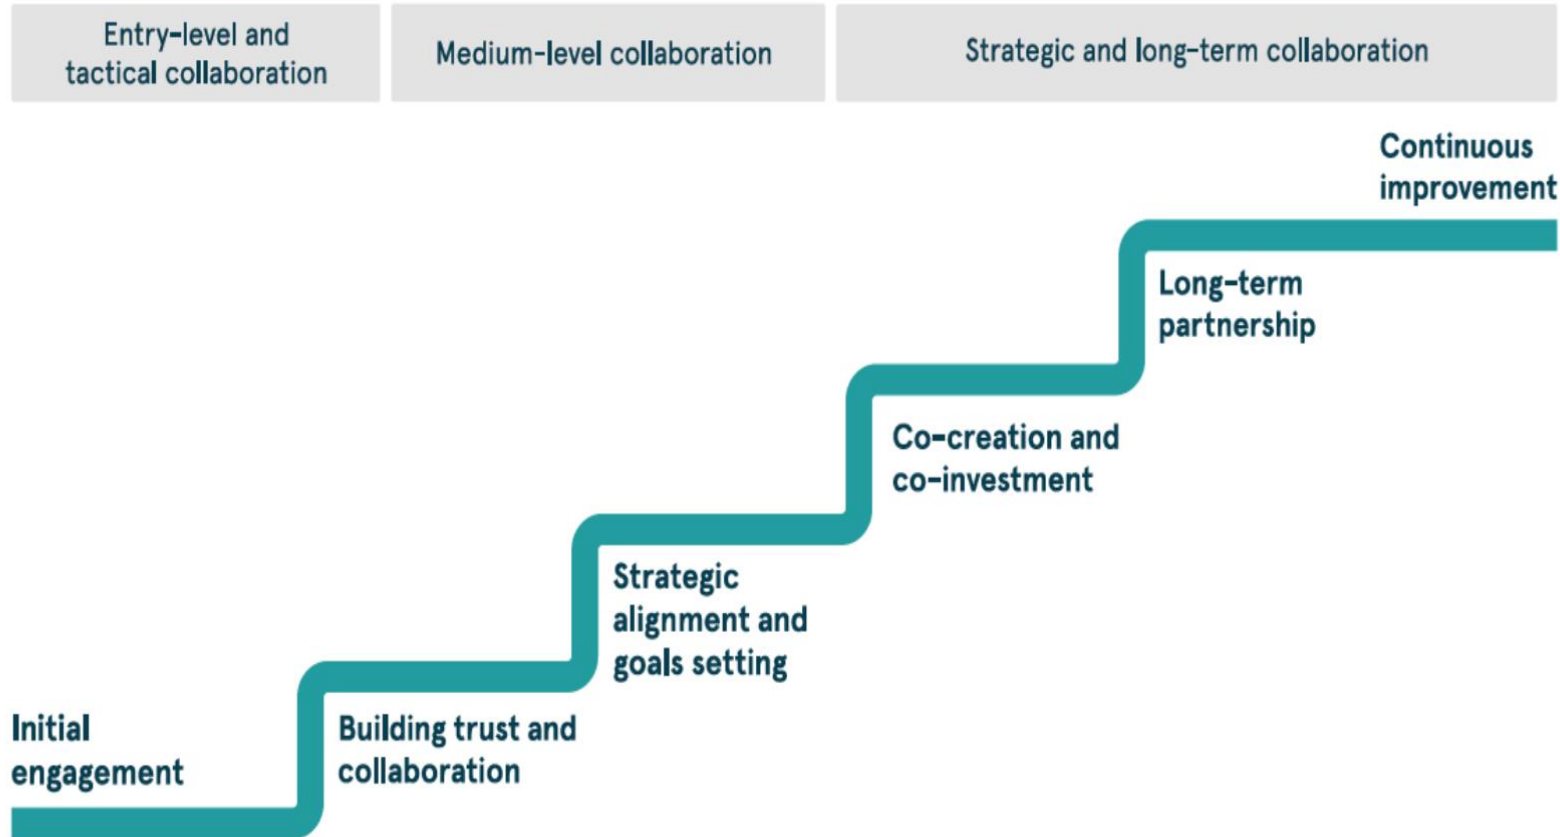 Entry-level and
tactical collaboration
Medium-level collaboration
Strategic and long-term collaboration
Continuous
improvement
Long-term
partnership
Co-creation and
co-investment
Strategic
alignment and
goals setting
Building trust and
collaboration
Initial
engagement